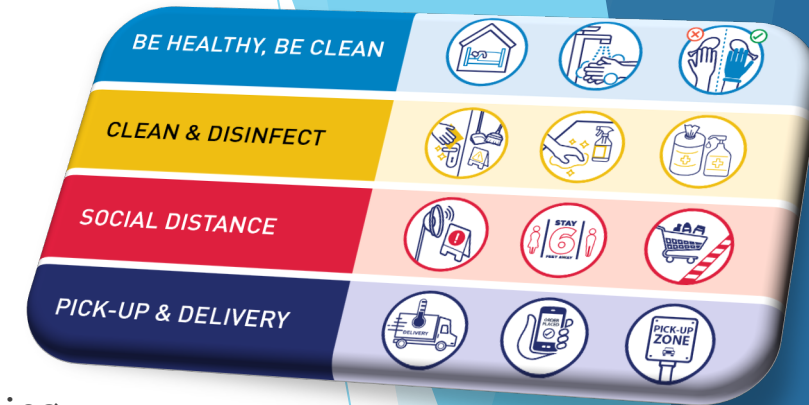 BE HEALTHY, BE CLEAN
CLEAN & DISINFECT
SOCIAL DISTANCE
STAY
6
FEET AWAY
PICK-UP & DELIVERY
DELIVERY
ORDER
PLACED
PICK-UP
ZONE